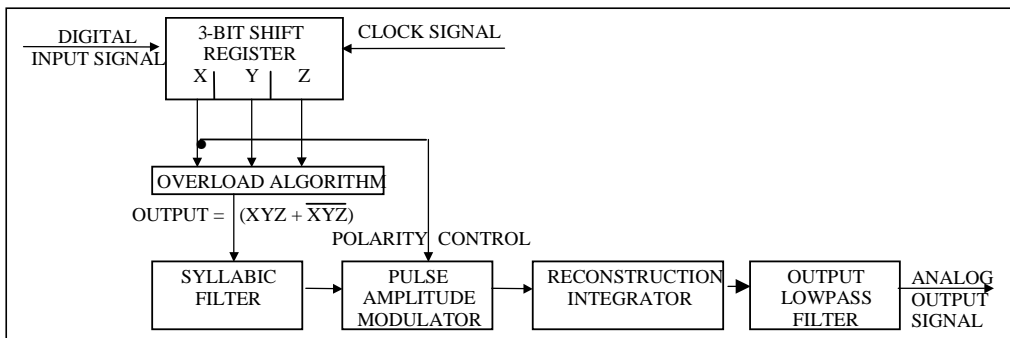 DIGITAL
INPUT SIGNAL
3-BIT SHIFT
REGISTER
X Y Z
CLOCK SIGNAL
OVERLOAD ALGORITHM
OUTPUT = (XYZ + X̅Y̅Z̅)
POLARITY CONTROL
SYLLABIC
FILTER
PULSE
AMPLITUDE
MODULATOR
RECONSTRUCTION
INTEGRATOR
OUTPUT
LOWPASS
FILTER
ANALOG
OUTPUT
SIGNAL